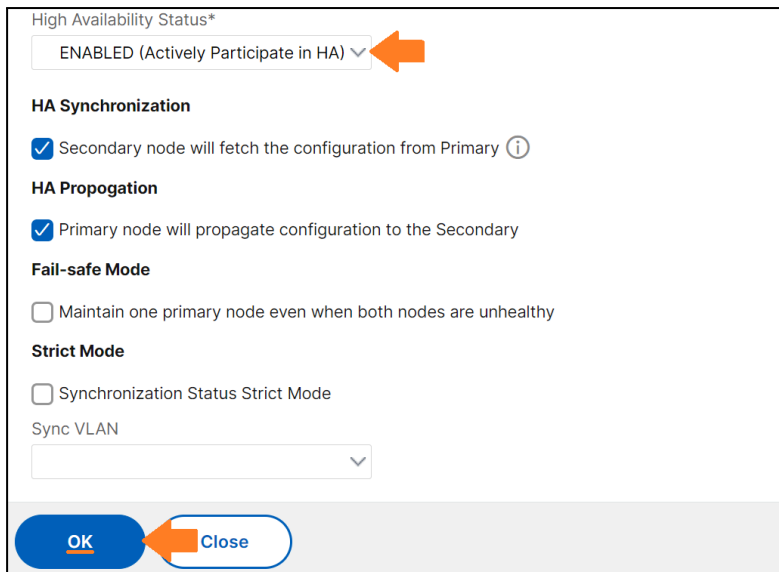 High Availability Status*
ENABLED (Actively Participate in HA)
HA Synchronization
Secondary node will fetch the configuration from Primary
HA Propogation
Primary node will propagate configuration to the Secondary
Fail-safe Mode
Maintain one primary node even when both nodes are unhealthy
Strict Mode
Synchronization Status Strict Mode
Sync VLAN
OK Close